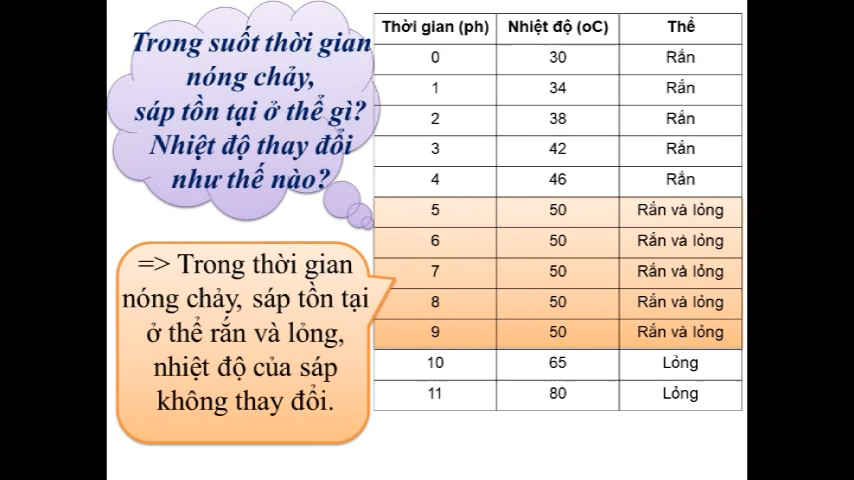 Trong suốt thời gian
nóng chảy,
sáp tồn tại ở thể gì?
Nhiệt độ thay đổi
như thế nào?
=> Trong thời gian
nóng chảy, sáp tồn tại
ở thể rắn và lỏng,
nhiệt độ của sáp
không thay đổi.
Thời gian (ph) Nhiệt độ (oC) Thể
0 30 Rắn
1 34 Rắn
2 38 Rắn
3 42 Rắn
4 46 Rắn
5 50 Rắn và lỏng
6 50 Rắn và lỏng
7 50 Rắn và lỏng
8 50 Rắn và lỏng
9 50 Rắn và lỏng
10 65 Lỏng
11 80 Lỏng